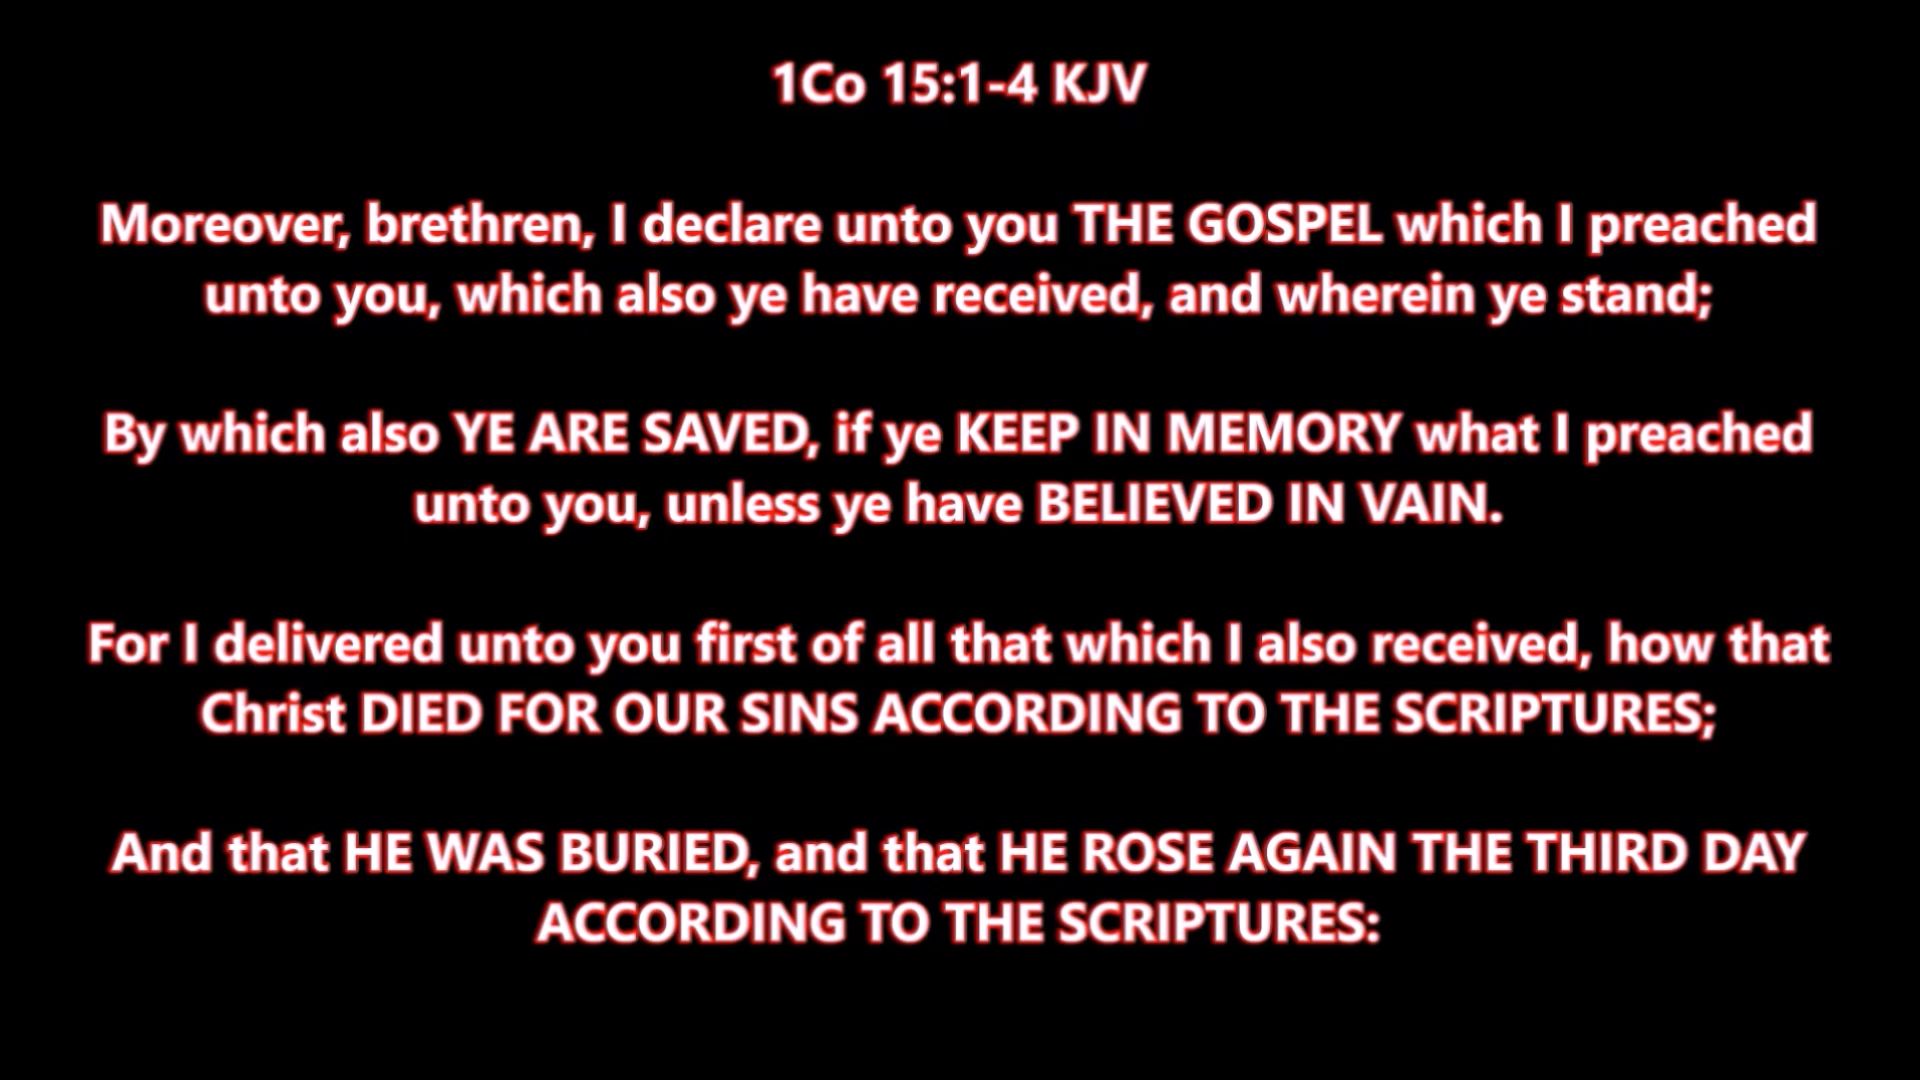 1Co 15:1-4 KJV
Moreover, brethren, I declare unto you THE GOSPEL which I preached
unto you, which also ye have received, and wherein ye stand;
By which also YE ARE SAVED, if ye KEEP IN MEMORY what I preached
unto you, unless ye have BELIEVED IN VAIN.
For I delivered unto you first of all that which I also received, how that
Christ DIED FOR OUR SINS ACCORDING TO THE SCRIPTURES;
And that HE WAS BURIED, and that HE ROSE AGAIN THE THIRD DAY
ACCORDING TO THE SCRIPTURES: